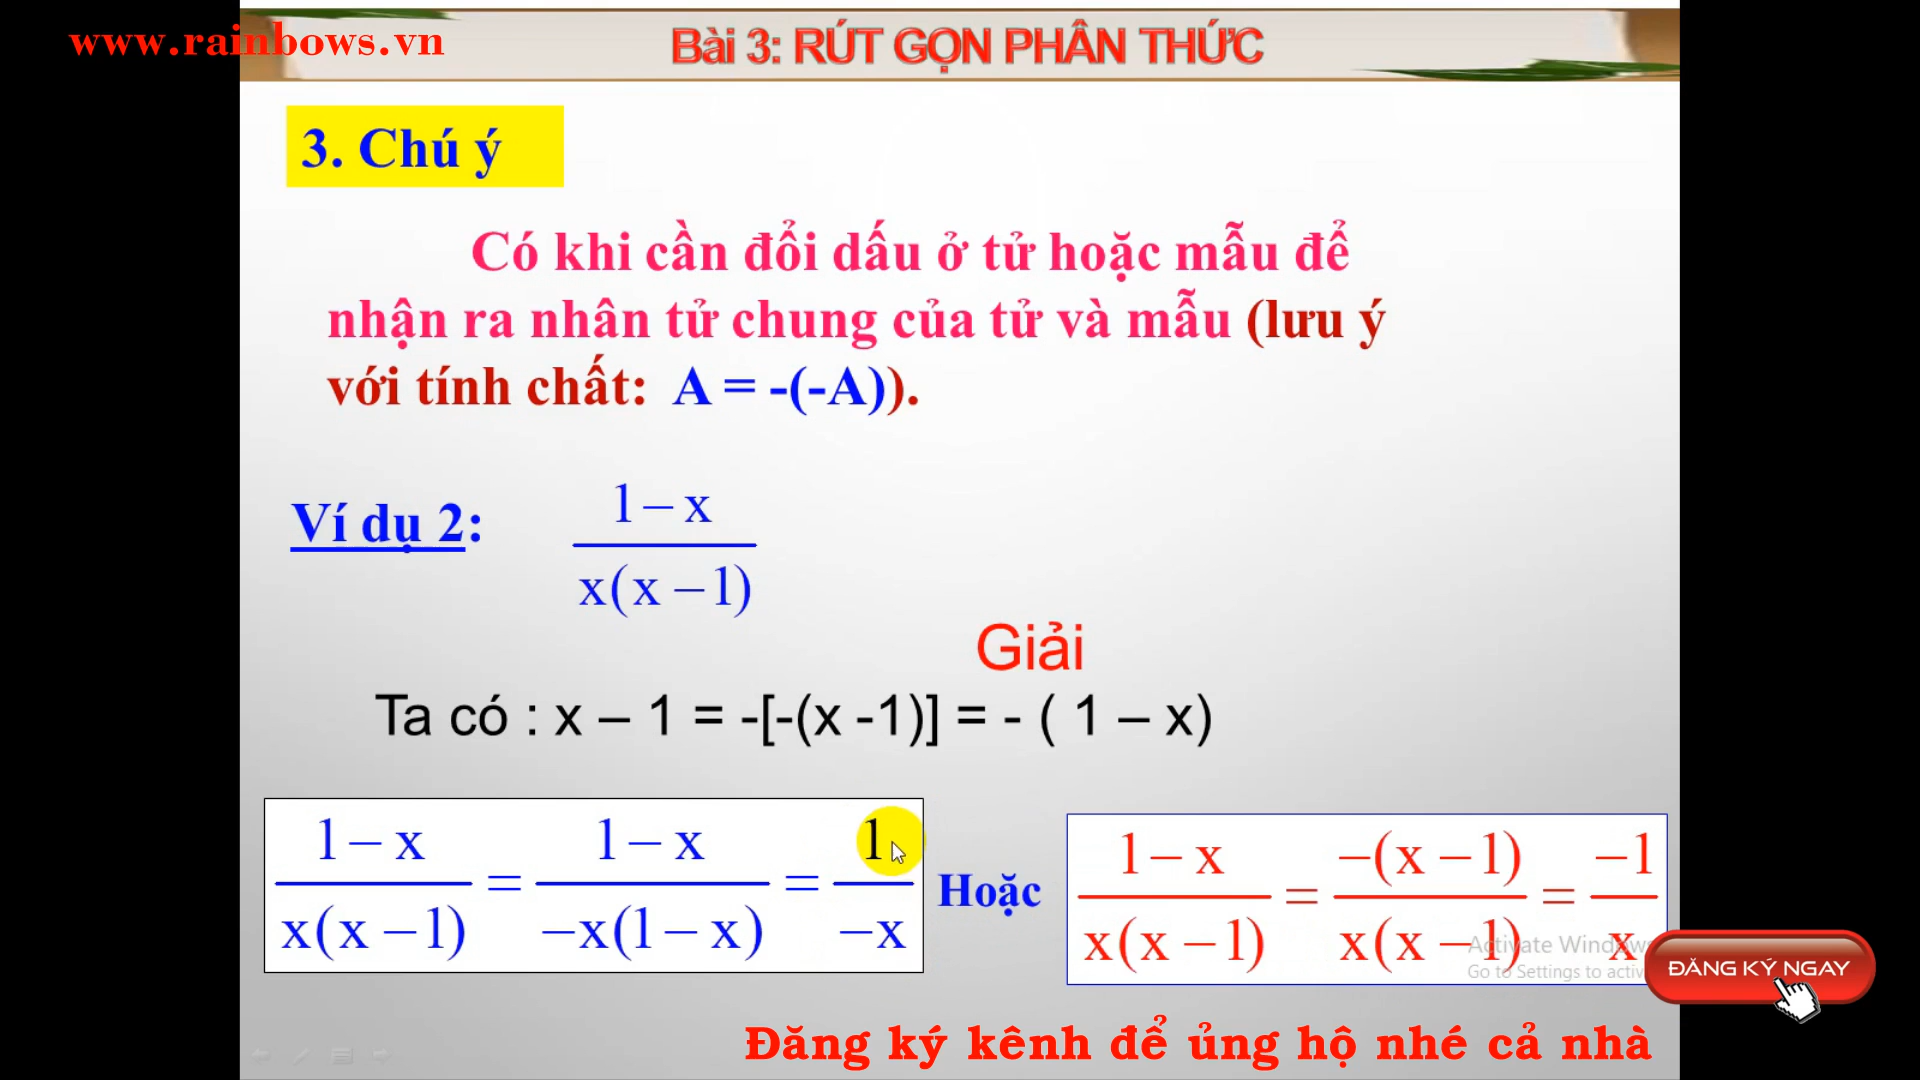 www.rainbows.vn
Bài 3: RÚT GỌN PHÂN THỨC
3. Chú ý
Có khi cần đổi dấu ở tử hoặc mẫu để
nhận ra nhân tử chung của tử và mẫu (lưu ý
với tính chất: A = -(-A)).
Ví dụ 2:
1 – x
x(x – 1)
Giải
Ta có : x – 1 = -[-(x -1)] = - ( 1 – x)
1 – x / x(x – 1) = 1 – x / –x(1 – x) = 1 / –x
Hoặc
1 – x / x(x – 1) = –(x – 1) / x(x – 1) = –1 / x
Activate Windows
Go to Settings to activ
ĐĂNG KÝ NGAY
Đăng ký kênh để ủng hộ nhé cả nhà